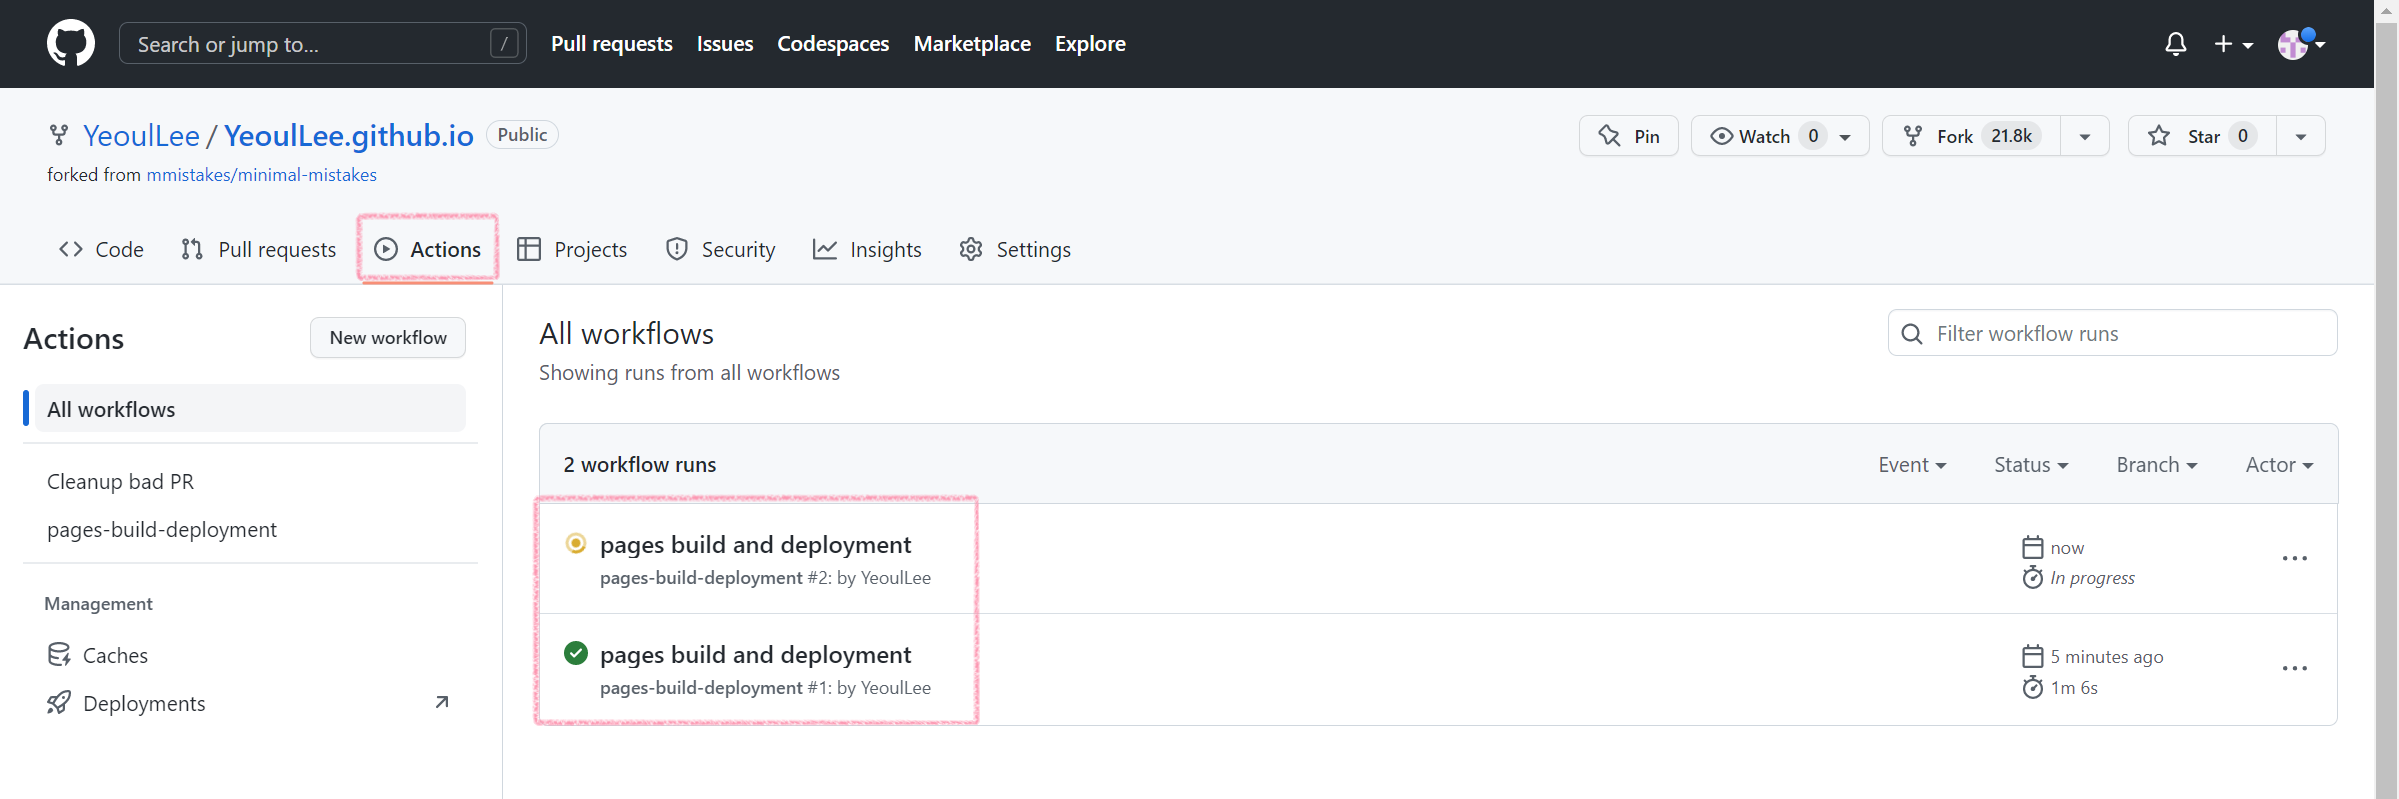 Search or jump to... / Pull requests Issues Codespaces Marketplace Explore
YeoulLee / YeoulLee.github.io Public Pin Watch 0 Fork 21.8k Star 0
forked from mmistakes/minimal-mistakes
Code Pull requests Actions Projects Security Insights Settings
Actions New workflow
All workflows
Cleanup bad PR
pages-build-deployment
Management
Caches
Deployments
All workflows
Showing runs from all workflows
Filter workflow runs
2 workflow runs Event Status Branch Actor
pages build and deployment
pages-build-deployment #2: by YeoulLee
now
In progress
pages build and deployment
pages-build-deployment #1: by YeoulLee
5 minutes ago
1m 6s